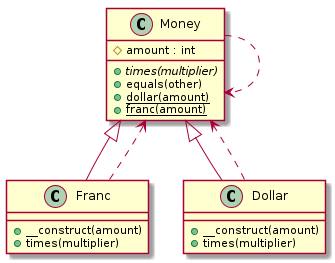 C Money
amount : int
times(multiplier)
equals(other)
dollar(amount)
franc(amount)
C Franc
__construct(amount)
times(multiplier)
C Dollar
__construct(amount)
times(multiplier)